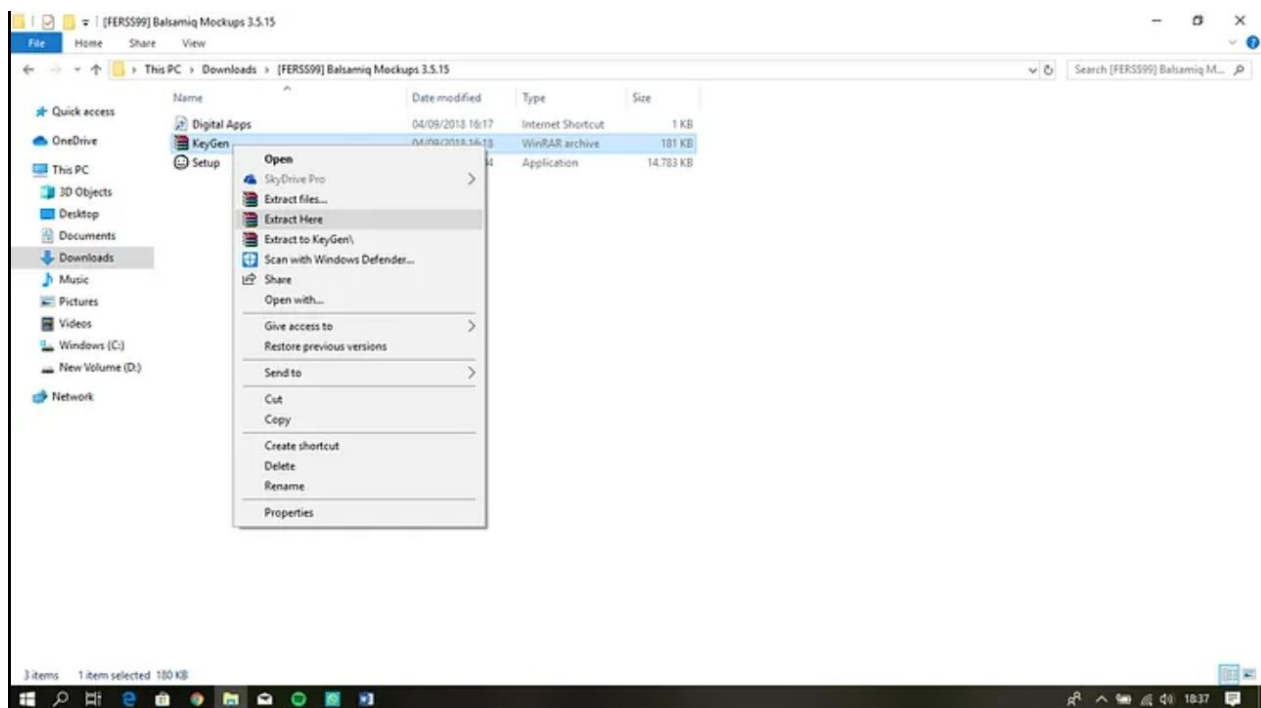 [FERSS99] Balsamiq Mockups 3.5.15
File Home Share View
This PC Downloads [FERSS99] Balsamiq Mockups 3.5.15
Search [FERSS99] Balsamiq M...
Name Date modified Type Size
Quick access
OneDrive
This PC
3D Objects
Desktop
Documents
Downloads
Music
Pictures
Videos
Windows (C:)
New Volume (D:)
Network
Digital Apps 04/09/2018 16:17 Internet Shortcut 1 KB
KeyGen 04/09/2018 16:18 WinRAR archive 181 KB
Setup Application 14.783 KB
Open
SkyDrive Pro
Extract files...
Extract Here
Extract to KeyGen\
Scan with Windows Defender...
Share
Open with...
Give access to
Restore previous versions
Send to
Cut
Copy
Create shortcut
Delete
Rename
Properties
3 items 1 item selected 180 KB
18:37